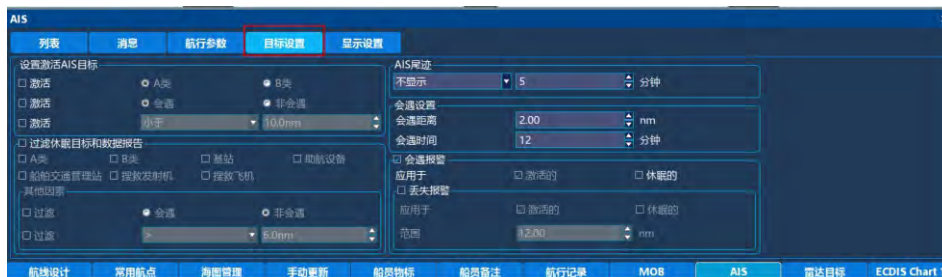 AIS
列表 消息 航行参数 目标设置 显示设置
设置激活AIS目标
激活 A类 B类
激活 会遇 非会遇
激活 小于 10.0nm
过滤休眠目标和数据报告
A类 B类 基站 助航设备
船舶交通管理站 搜救发射机 搜救飞机
其他因素
过滤 会遇 非会遇
过滤 > 6.0nm
AIS尾迹
不显示 5 分钟
会遇设置
会遇距离 2.00 nm
会遇时间 12 分钟
会遇报警
应用于 激活的 休眠的
丢失报警
应用于 激活的 休眠的
范围 12.00 nm
航线设计 常用航点 海图管理 手动更新 船员物标 船员备注 航行记录 MOB AIS 雷达目标 ECDIS Chart